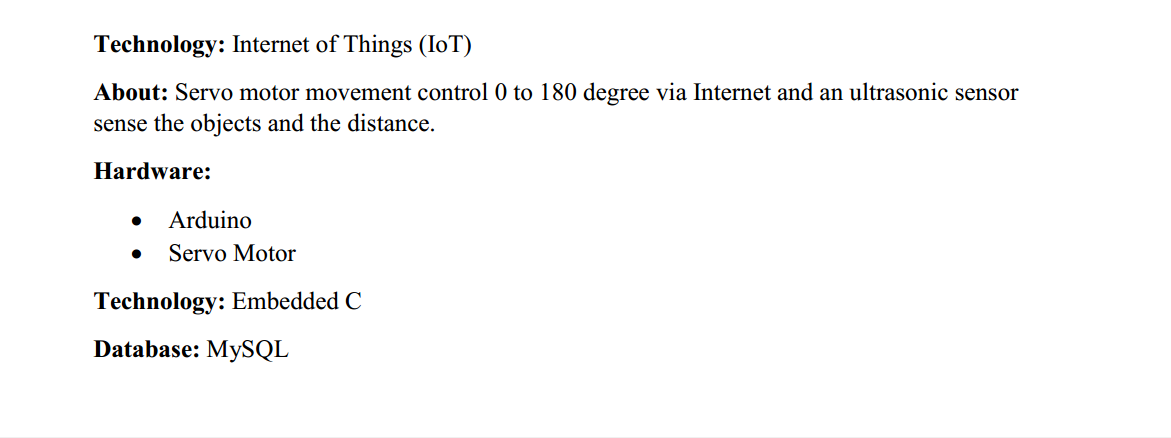 Technology: Internet of Things (IoT)
About: Servo motor movement control 0 to 180 degree via Internet and an ultrasonic sensor
sense the objects and the distance.
Hardware:
• Arduino
• Servo Motor
Technology: Embedded C
Database: MySQL